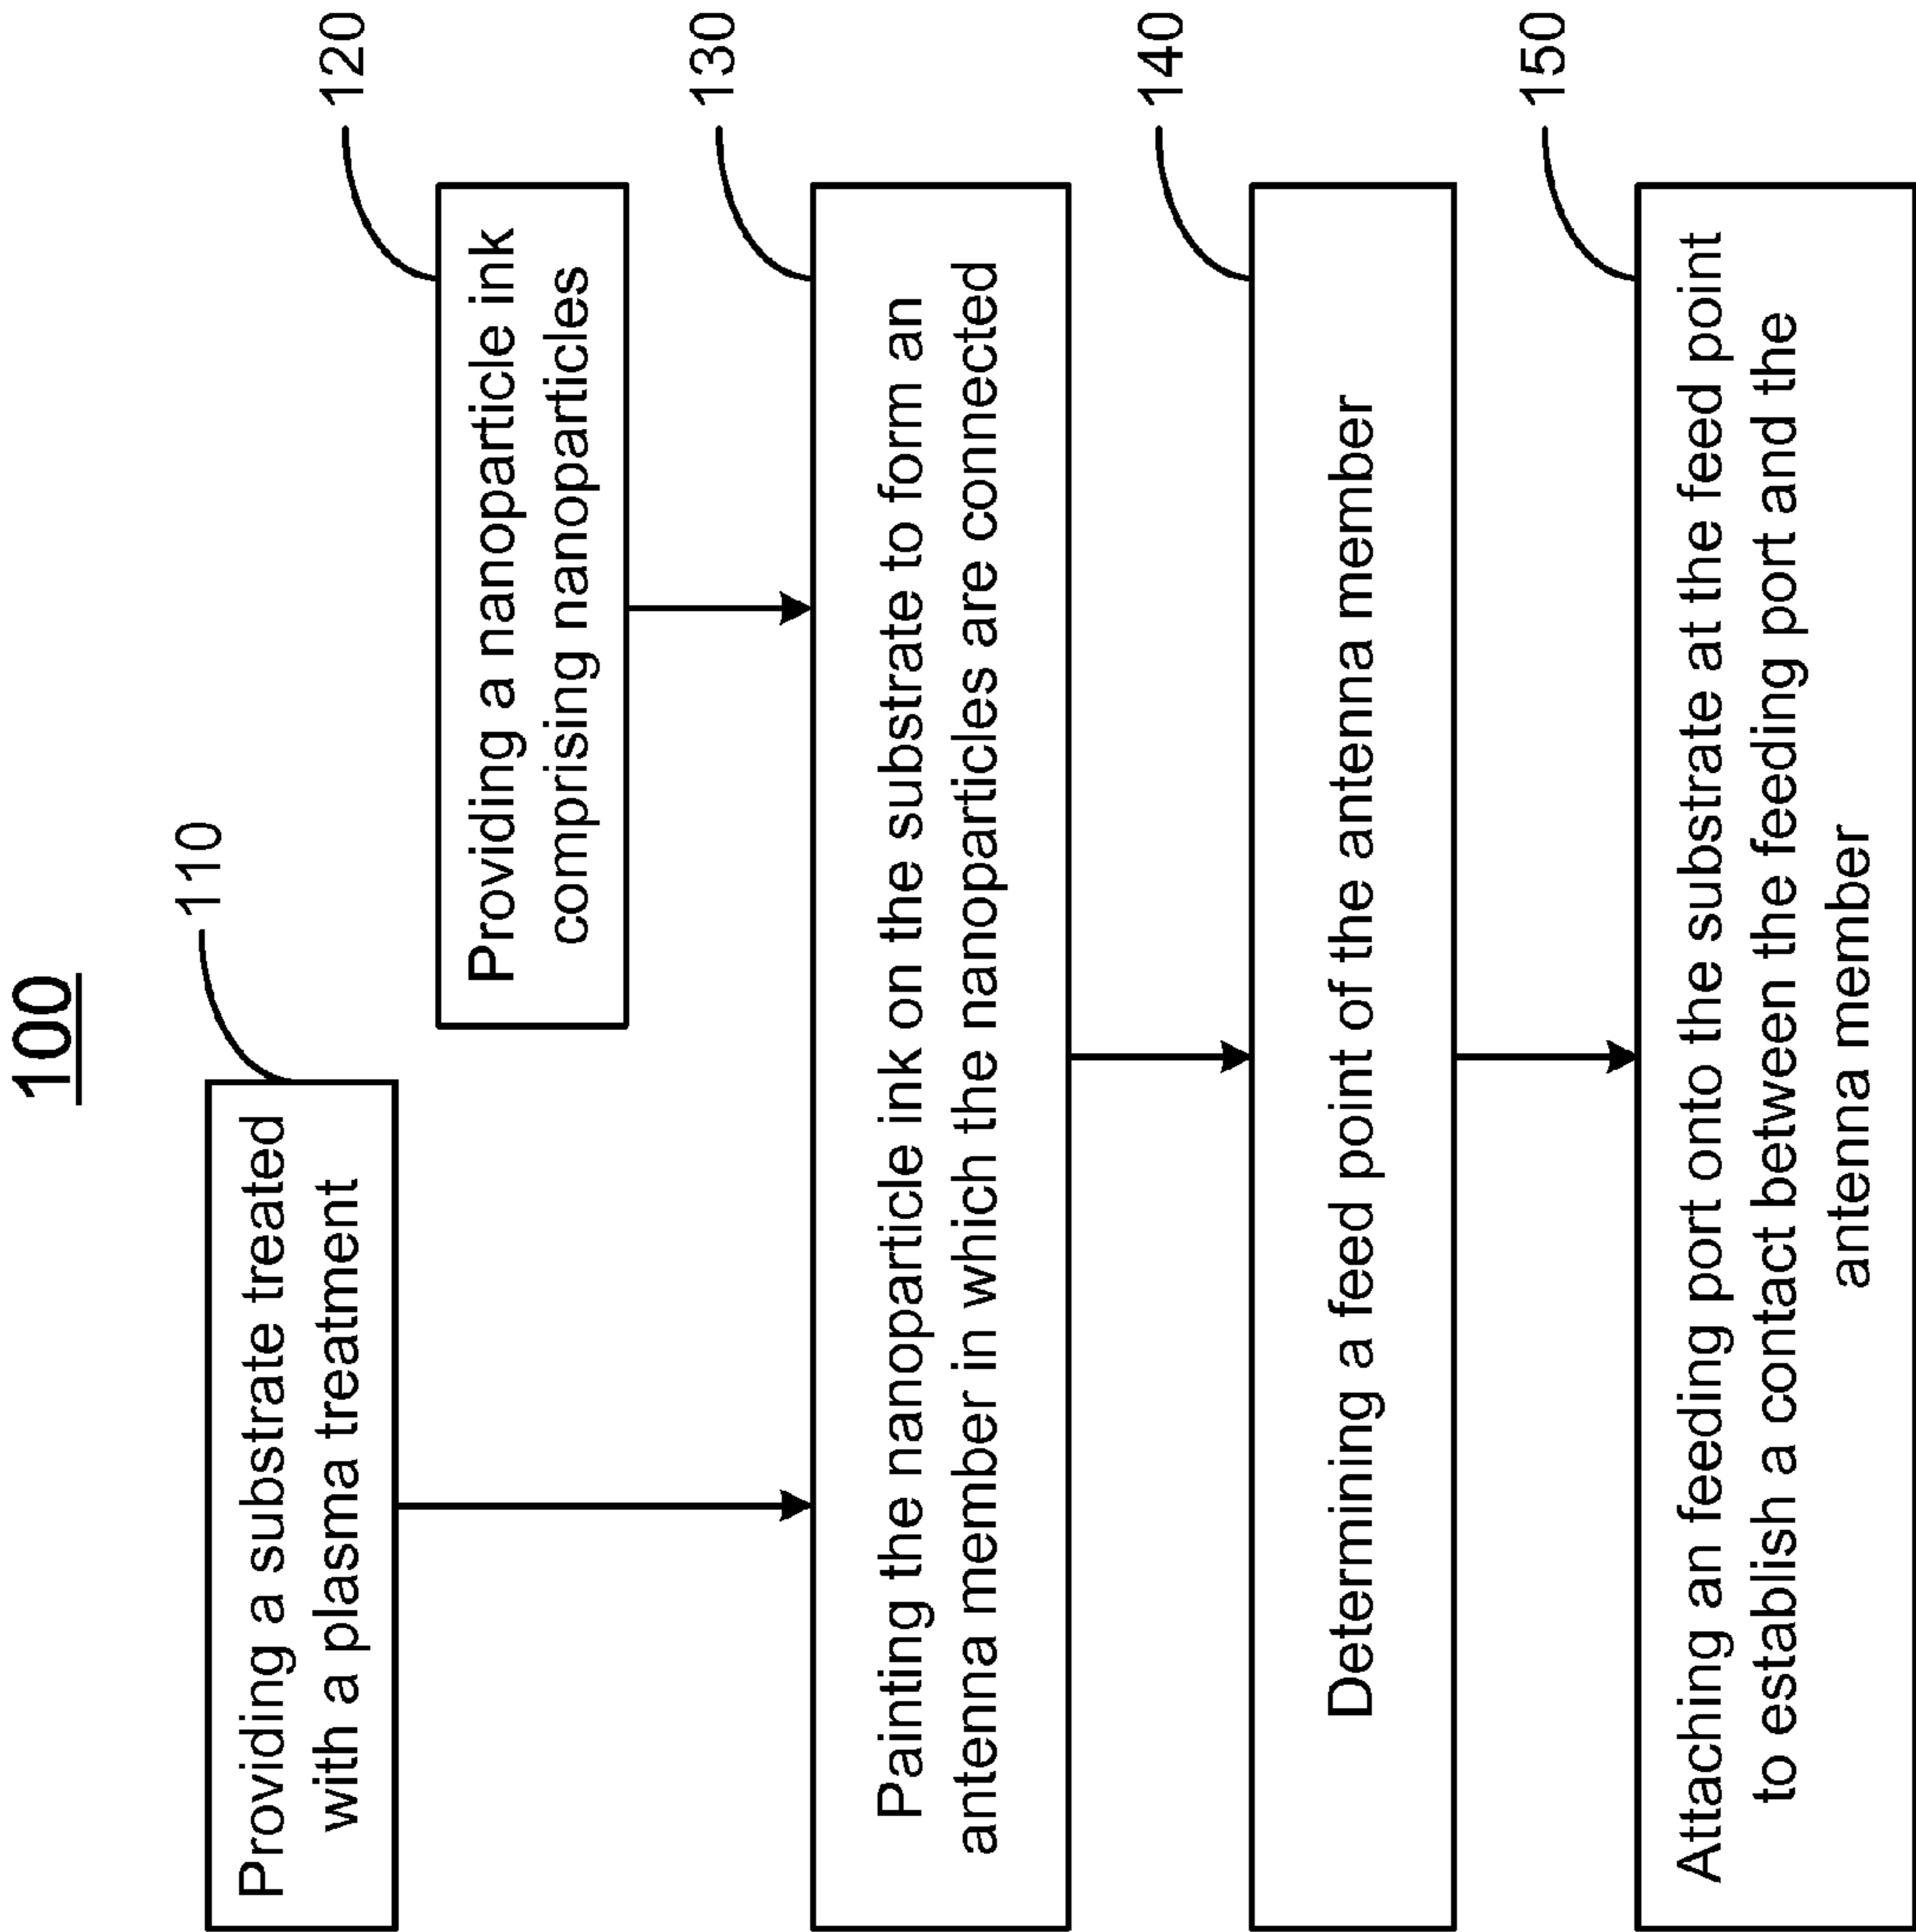 100
110
Providing a substrate treated
with a plasma treatment
120
Providing a nanoparticle ink
comprising nanoparticles
130
Painting the nanoparticle ink on the substrate to form an
antenna member in which the nanoparticles are connected
140
Determining a feed point of the antenna member
150
Attaching an feeding port onto the substrate at the feed point
to establish a contact between the feeding port and the
antenna member